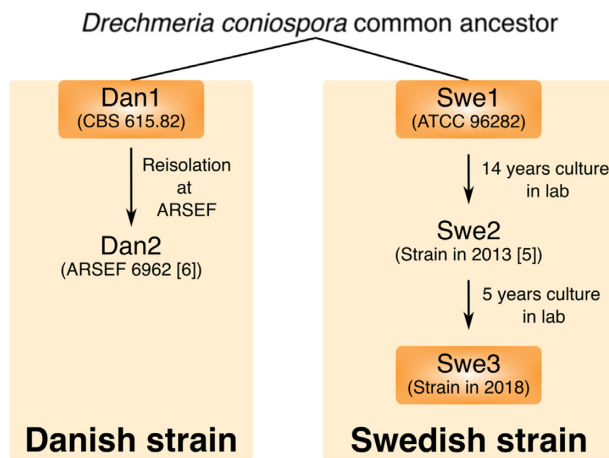 Drechmeria coniospora common ancestor
Dan1
(CBS 615.82)
Reisolation
at
ARSEF
Dan2
(ARSEF 6962 [6])
Danish strain
Swe1
(ATCC 96282)
14 years culture
in lab
Swe2
(Strain in 2013 [5])
5 years culture
in lab
Swe3
(Strain in 2018)
Swedish strain